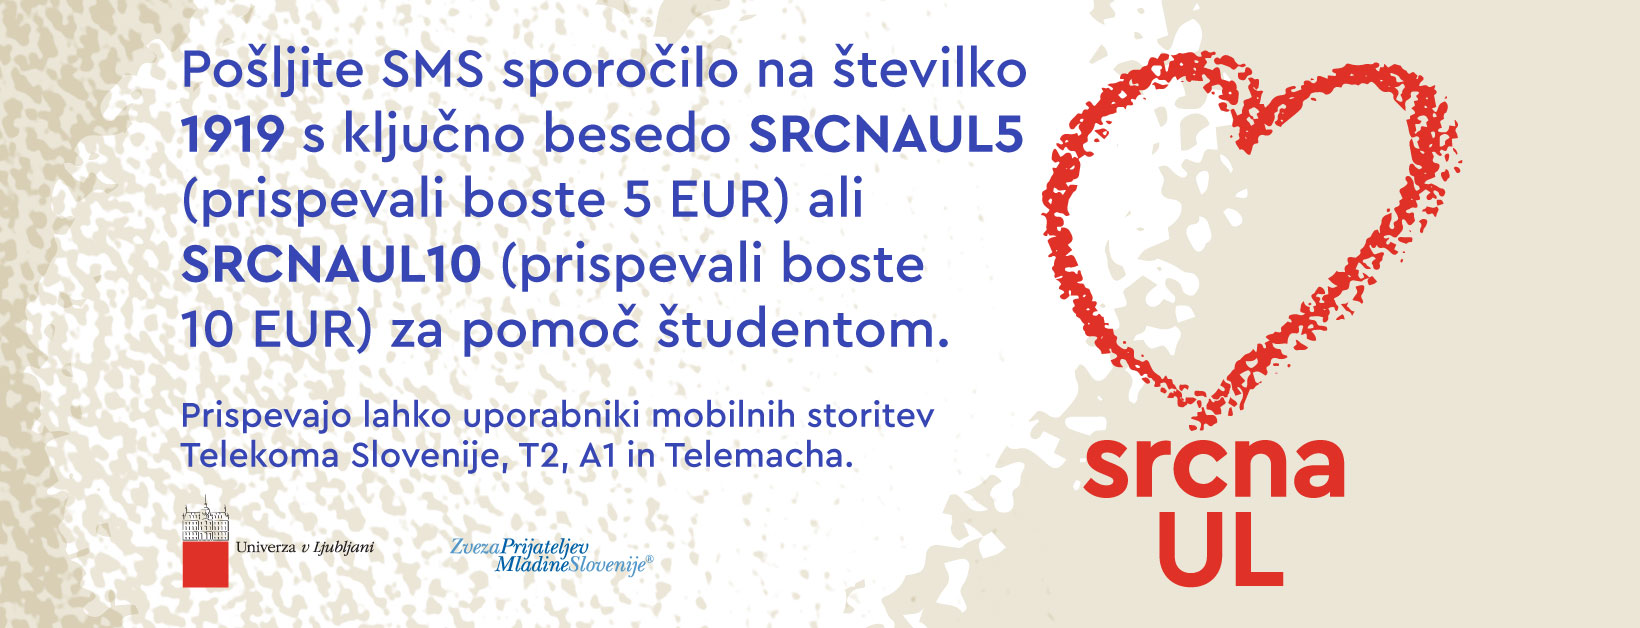 Pošljite SMS sporočilo na številko
1919 s ključno besedo SRCNAUL5
(prispevali boste 5 EUR) ali
SRCNAUL10 (prispevali boste
10 EUR) za pomoč študentom.
Prispevajo lahko uporabniki mobilnih storitev
Telekoma Slovenije, T2, A1 in Telemacha.
Univerza v Ljubljani
ZvezaPrijateljev
MladineSlovenije®
srcna
UL